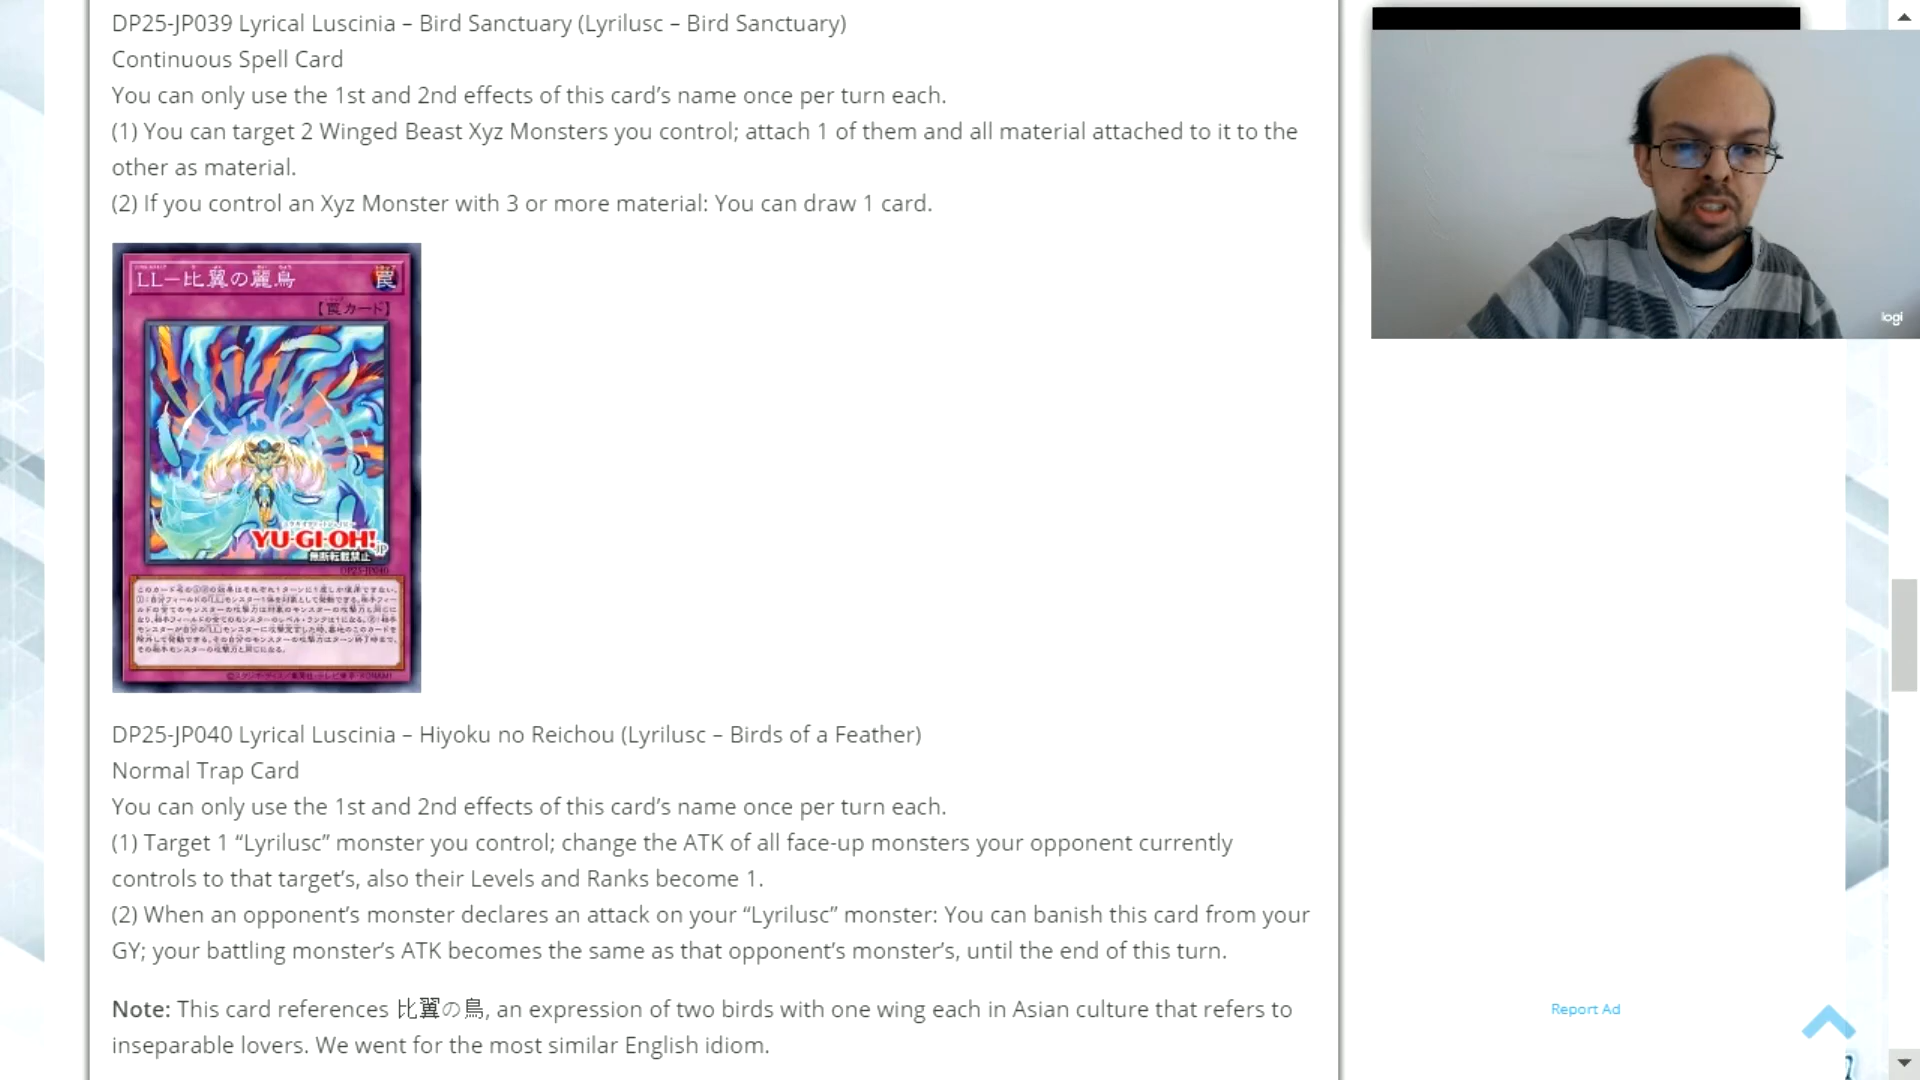 DP25-JP039 Lyrical Luscinia – Bird Sanctuary (Lyrilusc – Bird Sanctuary)
Continuous Spell Card
You can only use the 1st and 2nd effects of this card’s name once per turn each.
(1) You can target 2 Winged Beast Xyz Monsters you control; attach 1 of them and all material attached to it to the
other as material.
(2) If you control an Xyz Monster with 3 or more material: You can draw 1 card.
LL－比翼の麗鳥
罠
【罠カード】
YU-GI-OH!.jp
無断転載禁止
DP25-JP040
DP25-JP040 Lyrical Luscinia – Hiyoku no Reichou (Lyrilusc – Birds of a Feather)
Normal Trap Card
You can only use the 1st and 2nd effects of this card’s name once per turn each.
(1) Target 1 “Lyrilusc” monster you control; change the ATK of all face-up monsters your opponent currently
controls to that target’s, also their Levels and Ranks become 1.
(2) When an opponent’s monster declares an attack on your “Lyrilusc” monster: You can banish this card from your
GY; your battling monster’s ATK becomes the same as that opponent’s monster’s, until the end of this turn.
Note: This card references 比翼の鳥, an expression of two birds with one wing each in Asian culture that refers to
inseparable lovers. We went for the most similar English idiom.
logi
Report Ad